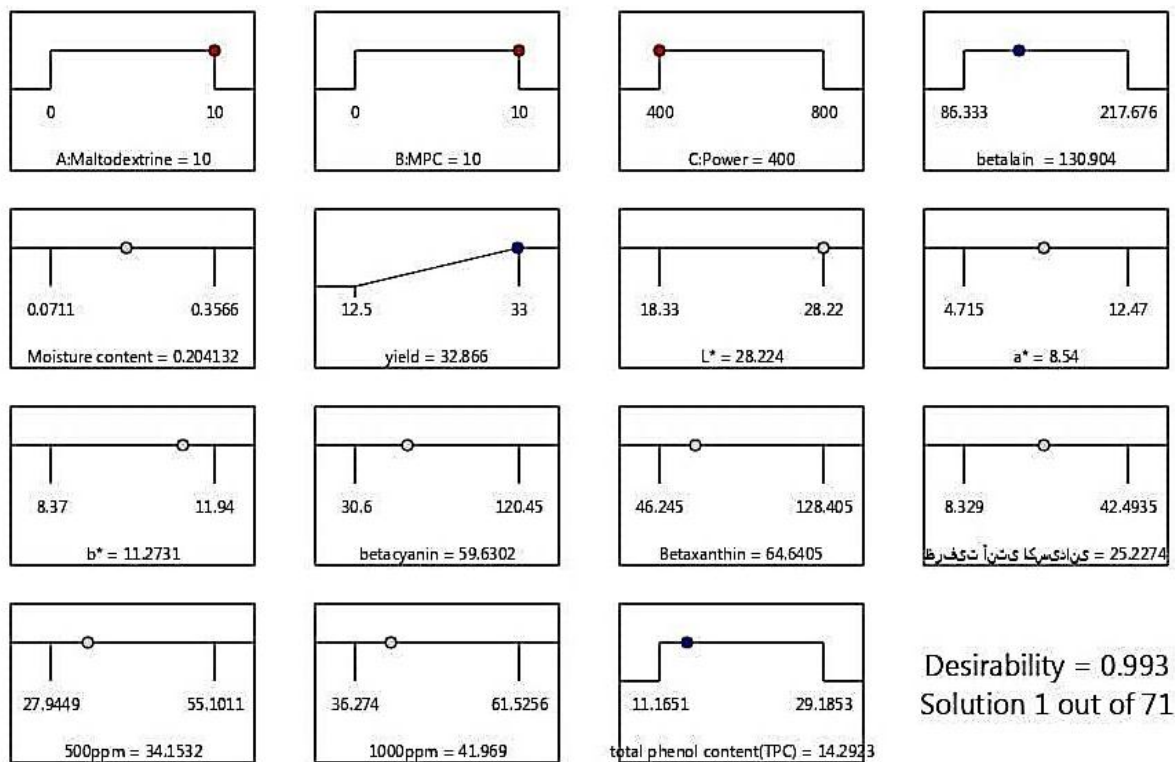 0 10
A:Maltodextrine = 10
0 10
B:MPC = 10
400 800
C:Power = 400
86.333 217.676
betalain = 130.904
0.0711 0.3566
Moisture content = 0.204132
12.5 33
yield = 32.866
18.33 28.22
L* = 28.224
4.715 12.47
a* = 8.54
8.37 11.94
b* = 11.2731
30.6 120.45
betacyanin = 59.6302
46.245 128.405
Betaxanthin = 64.6405
8.329 42.4935
ظرفیت آنتی اکسیدانی = 25.2274
27.9449 55.1011
500ppm = 34.1532
36.274 61.5256
1000ppm = 41.969
11.1651 29.1853
total phenol content(TPC) = 14.2923
Desirability = 0.993
Solution 1 out of 71